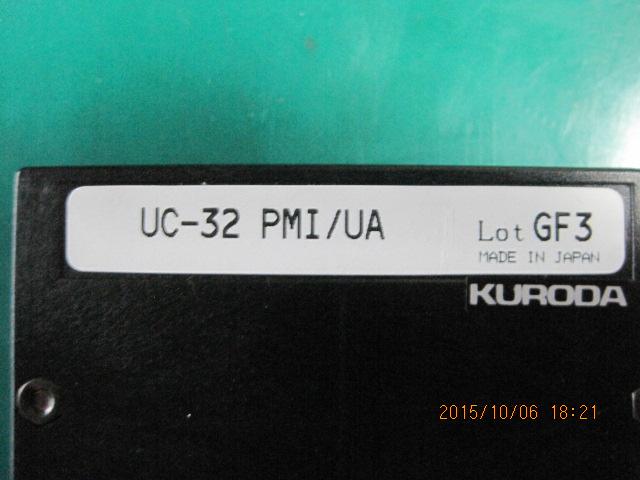 UC-32 PMI/UA
Lot GF3
MADE IN JAPAN
KURODA
2015/10/06 18:21